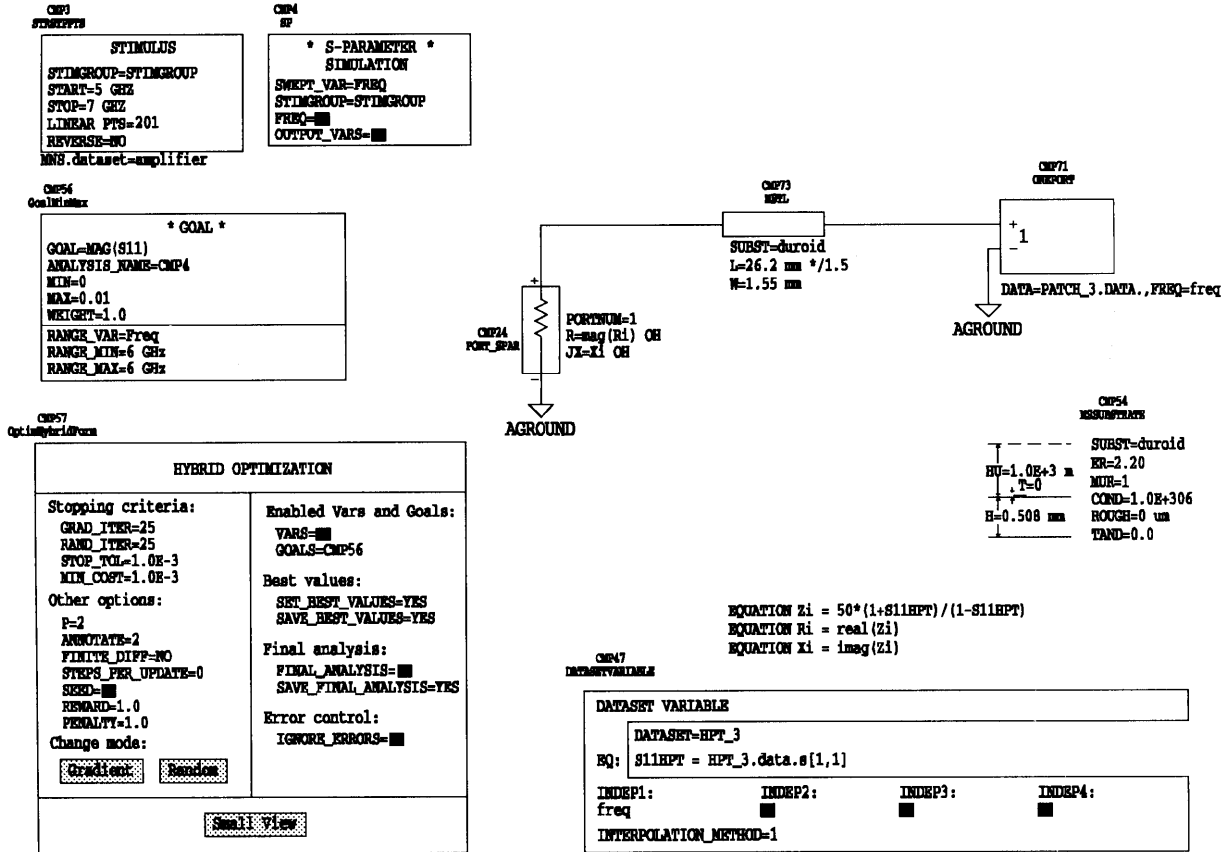 CMP3
STRSTPPTS
STIMULUS
STIMGROUP=STIMGROUP
START=5 GHZ
STOP=7 GHZ
LINEAR PTS=201
REVERSE=NO
MNS.dataset=amplifier
CMP4
SP
* S-PARAMETER *
SIMULATION
SWEPT_VAR=FREQ
STIMGROUP=STIMGROUP
FREQ=
OUTPUT_VARS=
CMP56
GoalMinMax
* GOAL *
GOAL=MAG(S11)
ANALYSIS_NAME=CMP4
MIN=0
MAX=0.01
WEIGHT=1.0
RANGE_VAR=Freq
RANGE_MIN=6 GHz
RANGE_MAX=6 GHz
CMP73
SUBST=duroid
L=26.2 mm */1.5
W=1.55 mm
CMP71
ONEPORT
+
1
-
DATA=PATCH_3.DATA.,FREQ=freq
AGROUND
+
CMP24
PORT_SPAR
PORTNUM=1
R=mag(Ri) OH
JX=Xi OH
-
AGROUND
CMP54
MSSUBSTRATE
SUBST=duroid
ER=2.20
MUR=1
COND=1.0E+306
ROUGH=0 um
TAND=0.0
HU=1.0E+3 m
T=0
H=0.508 mm
CMP57
OptimHybridForm
HYBRID OPTIMIZATION
Stopping criteria:
GRAD_ITER=25
RAND_ITER=25
STOP_TOL=1.0E-3
MIN_COST=1.0E-3
Other options:
P=2
ANNOTATE=2
FINITE_DIFF=NO
STEPS_PER_UPDATE=0
SEED=
REWARD=1.0
PENALTY=1.0
Change mode:
Gradient Random
Enabled Vars and Goals:
VARS=
GOALS=CMP56
Best values:
SET_BEST_VALUES=YES
SAVE_BEST_VALUES=YES
Final analysis:
FINAL_ANALYSIS=
SAVE_FINAL_ANALYSIS=YES
Error control:
IGNORE_ERRORS=
Small View
EQUATION Zi = 50*(1+S11HPT)/(1-S11HPT)
EQUATION Ri = real(Zi)
EQUATION Xi = imag(Zi)
CMP47
DATASETVARIABLE
DATASET VARIABLE
DATASET=HPT_3
EQ: S11HPT = HPT_3.data.s[1,1]
INDEP1: INDEP2: INDEP3: INDEP4:
freq
INTERPOLATION_METHOD=1